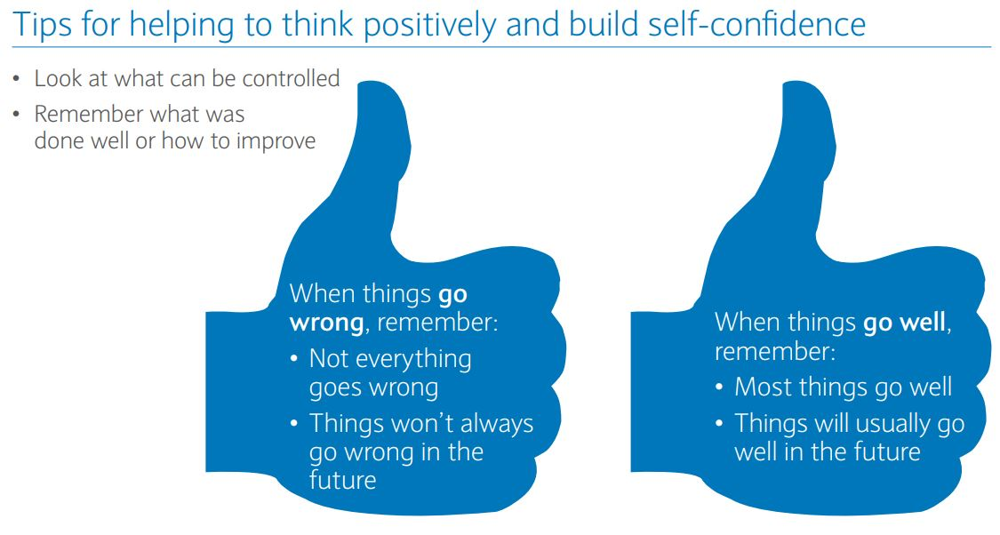 Tips for helping to think positively and build self-confidence
• Look at what can be controlled
• Remember what was
done well or how to improve
When things go
wrong, remember:
• Not everything
goes wrong
• Things won’t always
go wrong in the
future
When things go well,
remember:
• Most things go well
• Things will usually go
well in the future